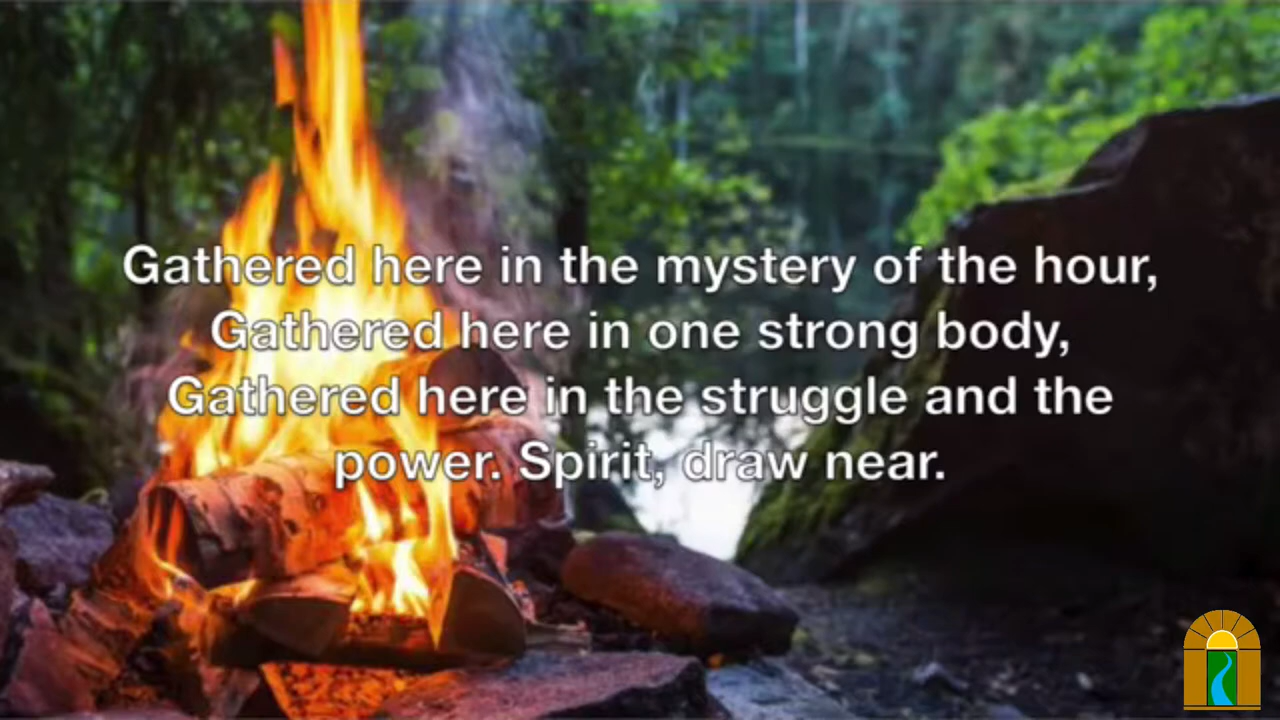 Gathered here in the mystery of the hour,
Gathered here in one strong body,
Gathered here in the struggle and the
power. Spirit, draw near.